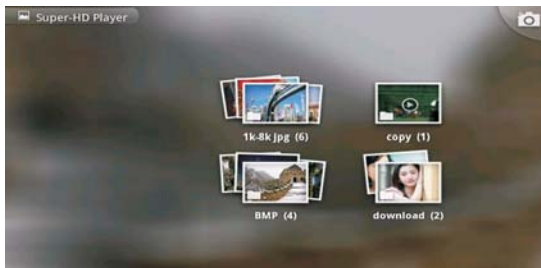 Super-HD Player
1k-8k jpg (6)
copy (1)
BMP (4)
download (2)